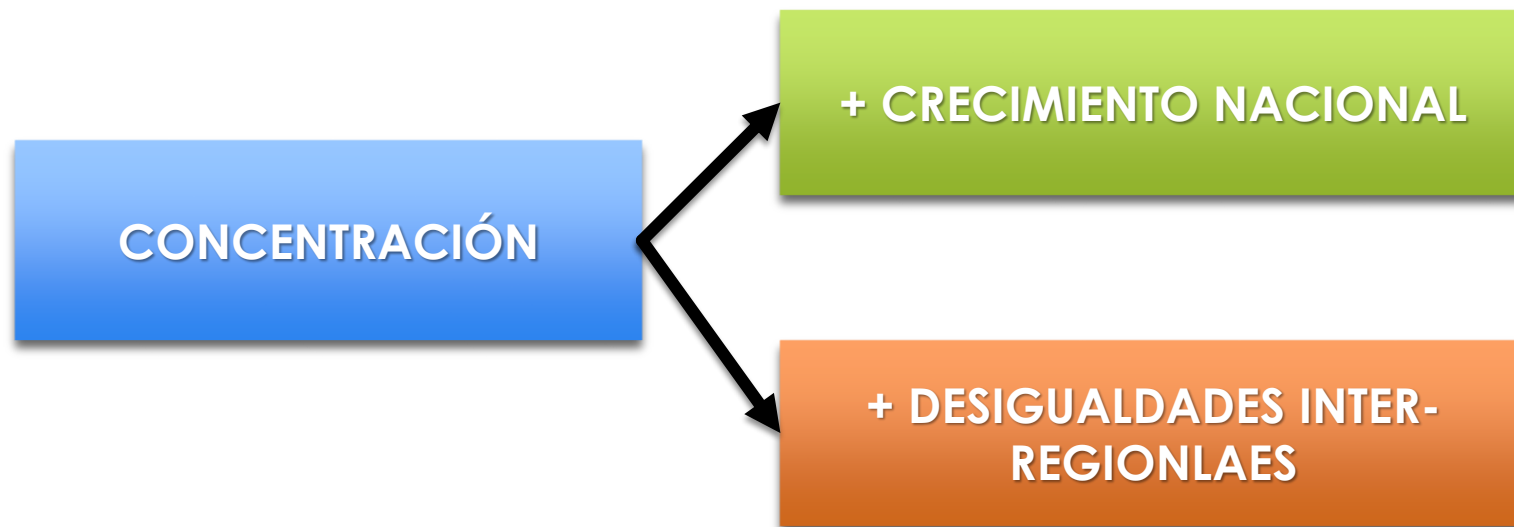 + CRECIMIENTO NACIONAL
CONCENTRACIÓN
+ DESIGUALDADES INTER-
REGIONLAES